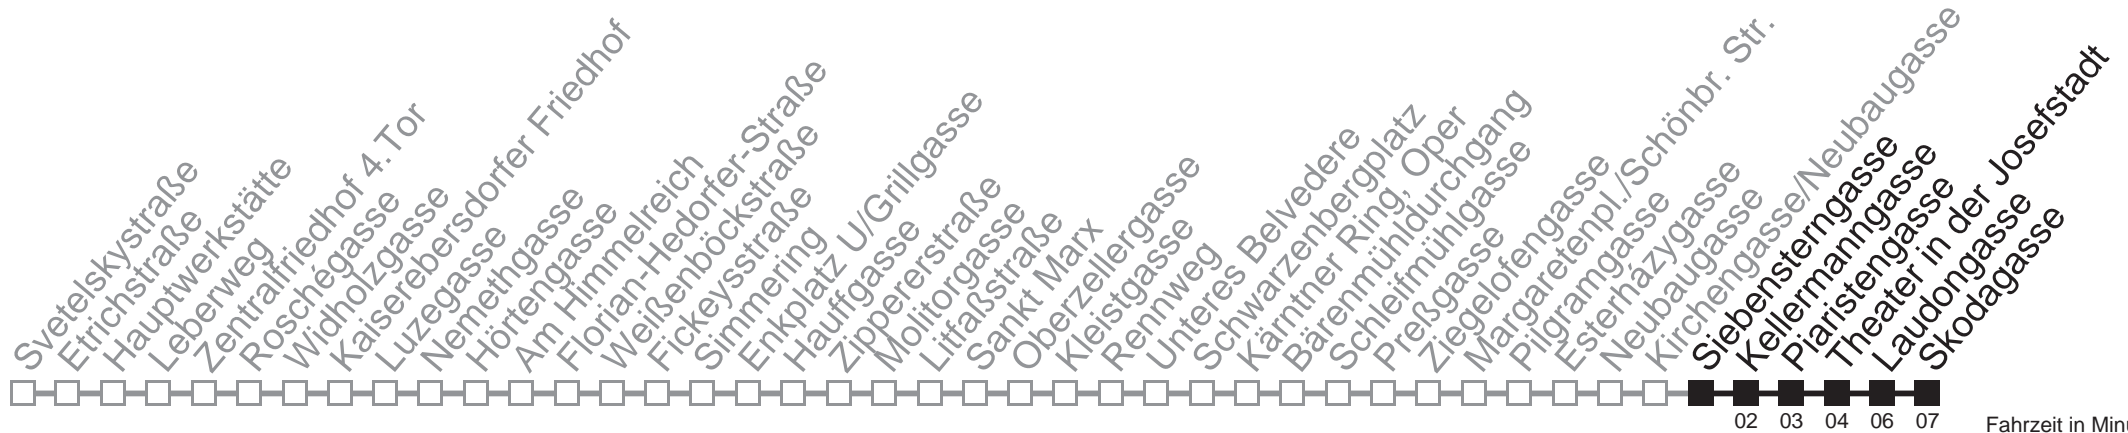 Svetelskystraße
Etrichstraße
Hauptwerkstätte
Leberweg
Zentralfriedhof 4.Tor
Roschégasse
Widholzgasse
Kaiserebersdorfer Friedhof
Luzegasse
Nemethgasse
Hörtengasse
Am Himmelreich
Florian-Hedorfer-Straße
Weißenböckstraße
Fickeysstraße
Simmering
Enkplatz U/Grillgasse
Hauffgasse
Zippererstraße
Molitorgasse
Litfaßstraße
Sankt Marx
Oberzellergasse
Kleistgasse
Rennweg
Unteres Belvedere
Schwarzenbergplatz
Kärntner Ring, Oper
Bärenmühldurchgang
Schleifmühlgasse
Preßgasse
Ziegelofengasse
Margaretenpl./Schönbr. Str.
Pilgramgasse
Esterházygasse
Neubaugasse
Kirchengasse/Neubaugasse
Siebensterngasse
Kellermanngasse
Piaristengasse
Theater in der Josefstadt
Laudongasse
Skodagasse
02 03 04 06 07
Fahrzeit in Min